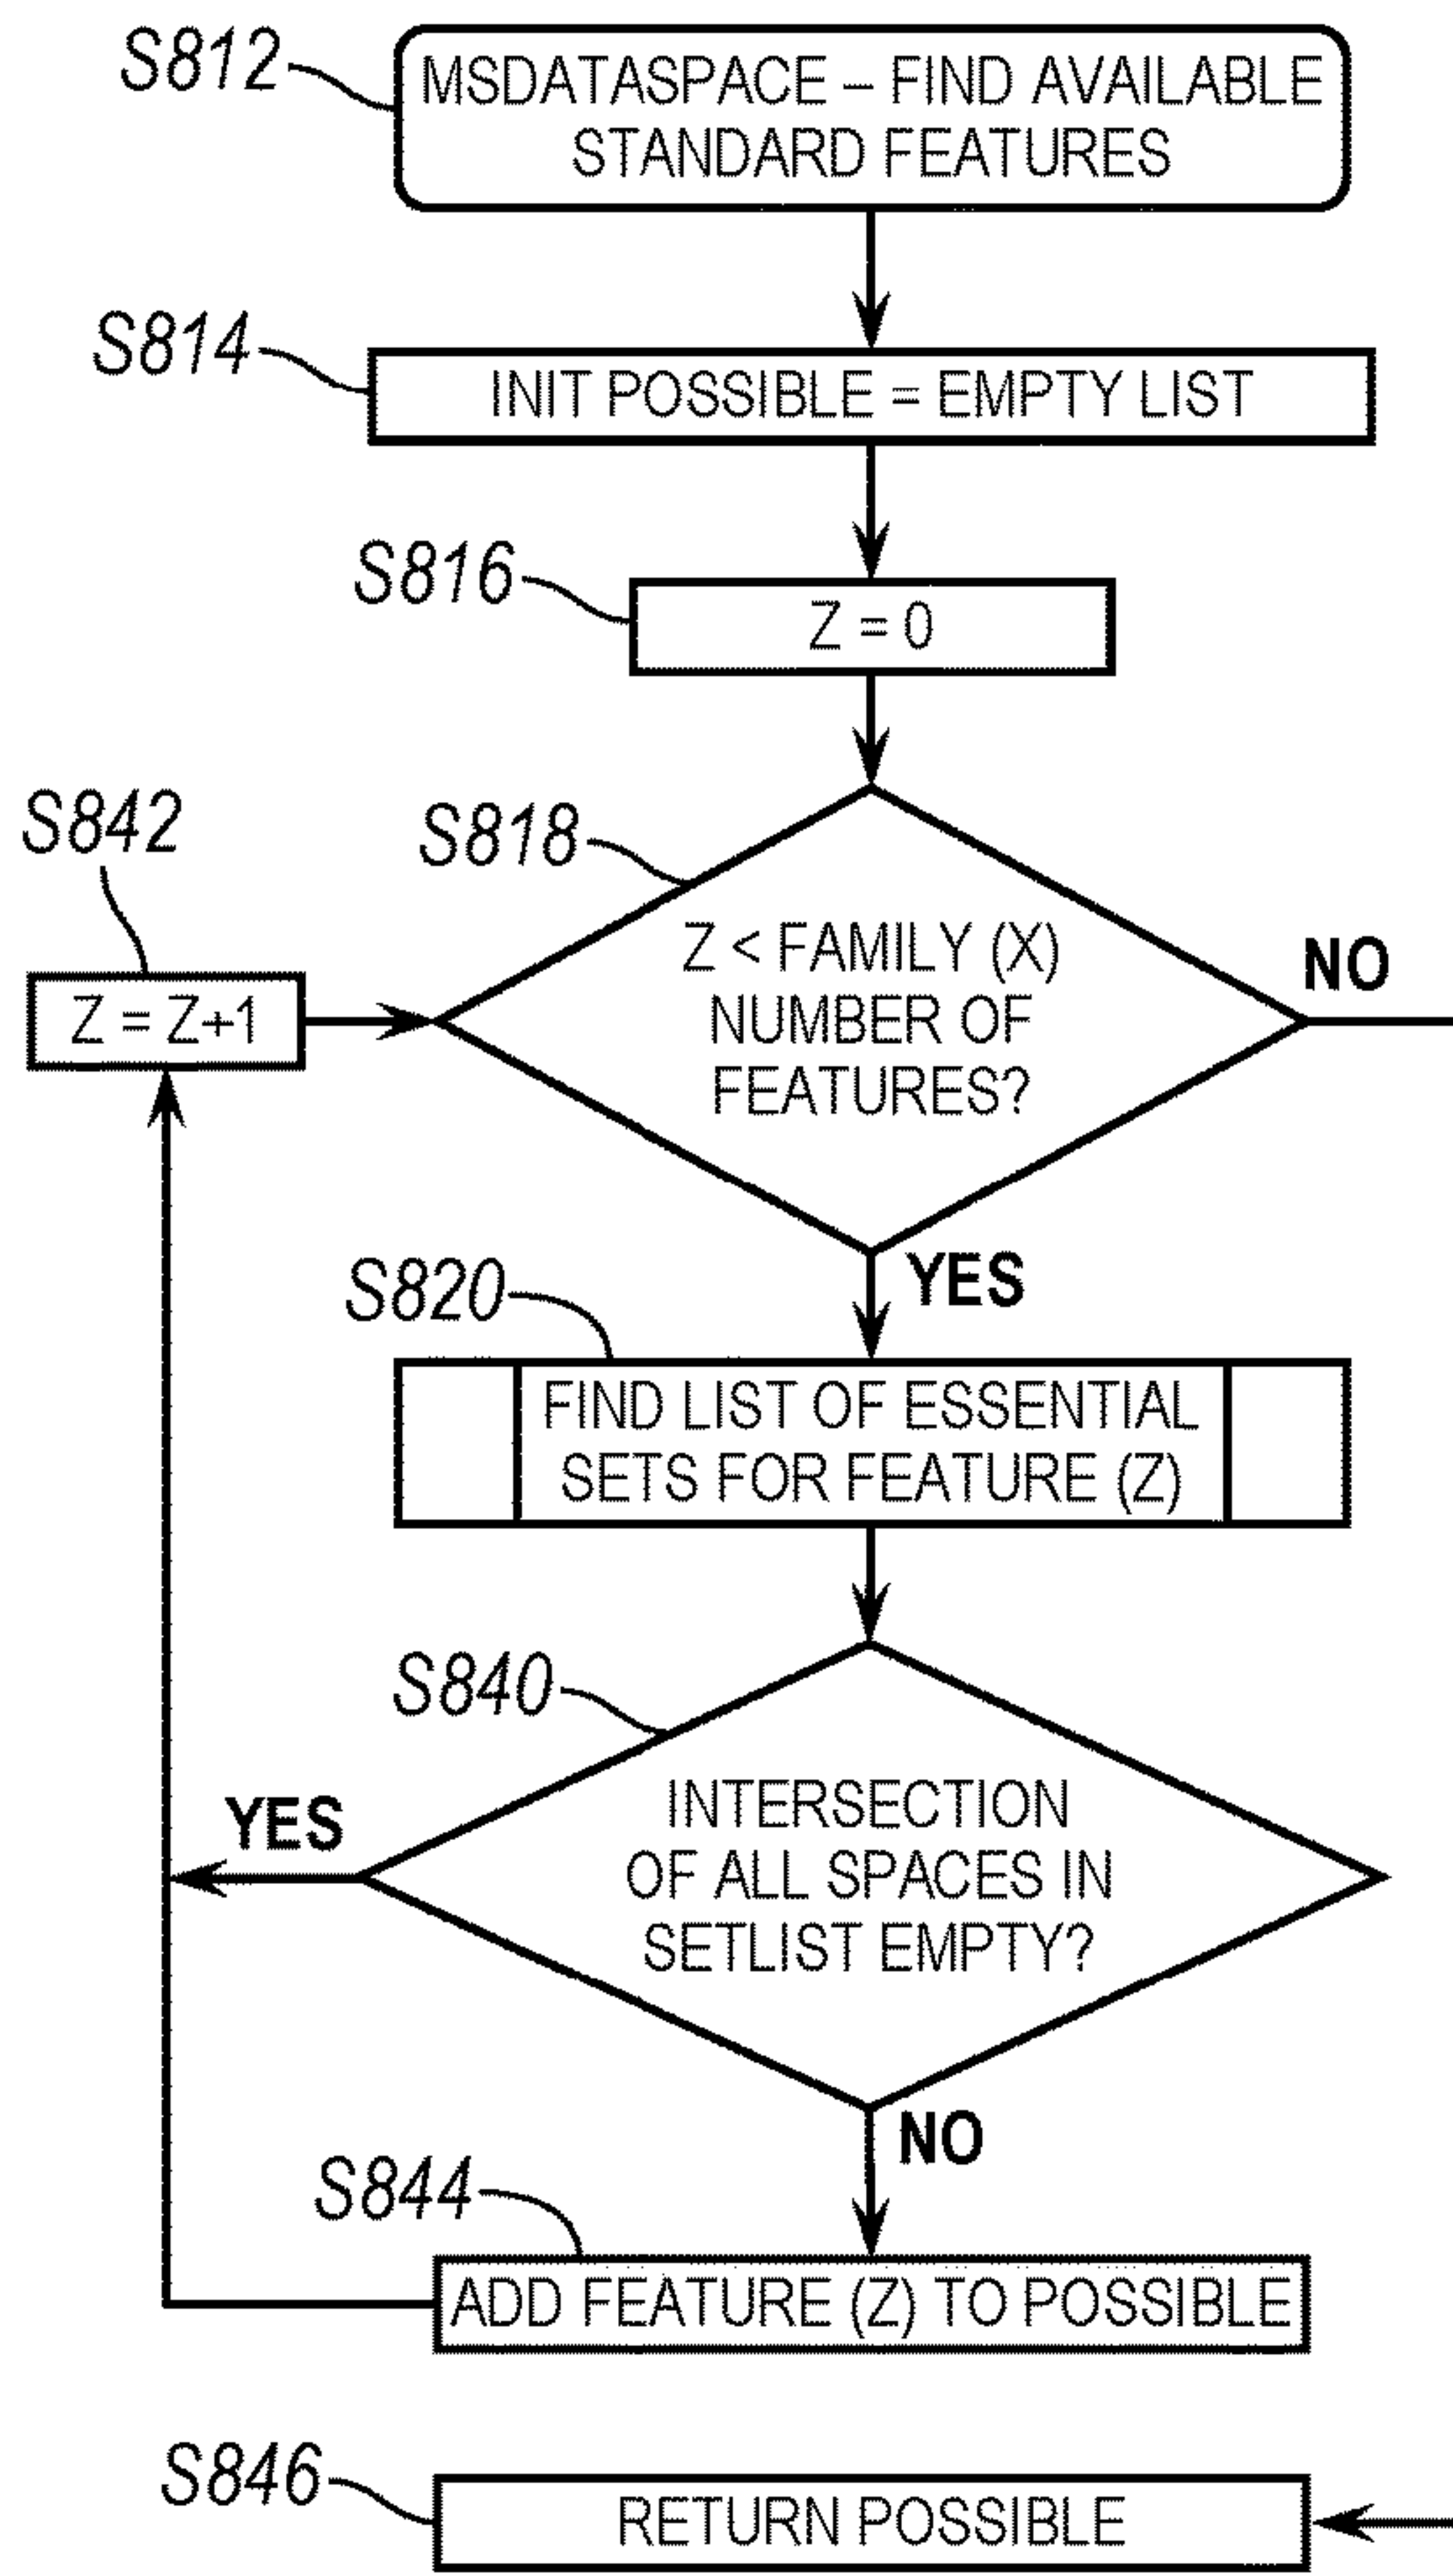 S812
MSDATASPACE – FIND AVAILABLE
STANDARD FEATURES
S814
INIT POSSIBLE = EMPTY LIST
S816
Z = 0
S842
Z = Z+1
S818
Z < FAMILY (X)
NUMBER OF
FEATURES?
NO
YES
S820
FIND LIST OF ESSENTIAL
SETS FOR FEATURE (Z)
S840
INTERSECTION
OF ALL SPACES IN
SETLIST EMPTY?
YES
NO
S844
ADD FEATURE (Z) TO POSSIBLE
S846
RETURN POSSIBLE